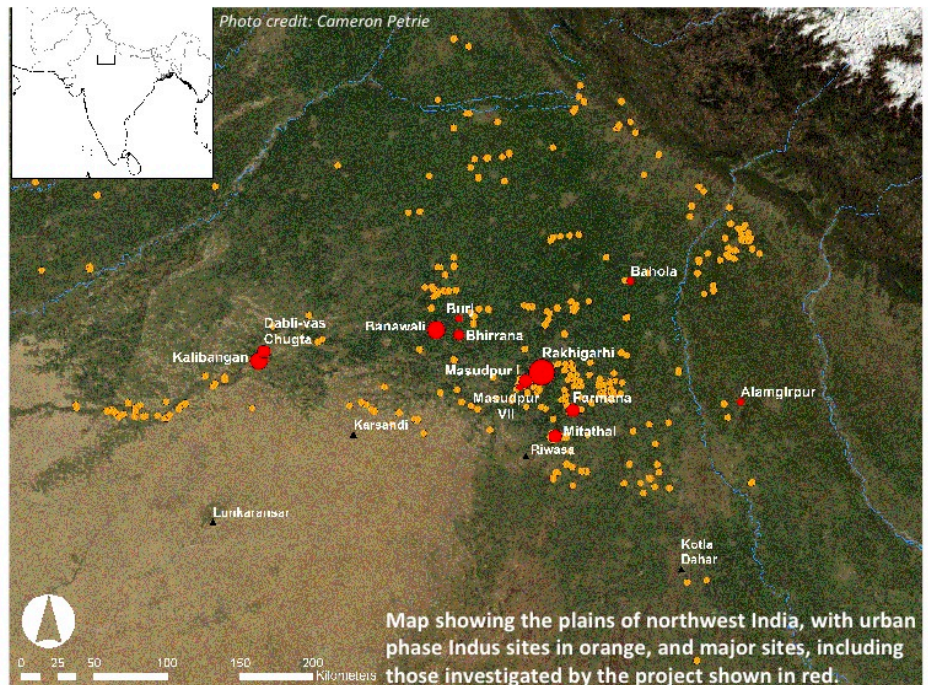 Photo credit: Cameron Petrie
Bahola
Burj
Dabli-vas
Chugta
Banawali
Bhirrana
Kalibangan
Rakhigarhi
Masudpur I
Masudpur
VII
Farmana
Alamgirpur
Karsandi
Mitathal
Riwasa
Lunkaransar
Kotla
Dahar
Map showing the plains of northwest India, with urban
phase Indus sites in orange, and major sites, including
those investigated by the project shown in red.
0 25 50 100 150 200
Kilometers